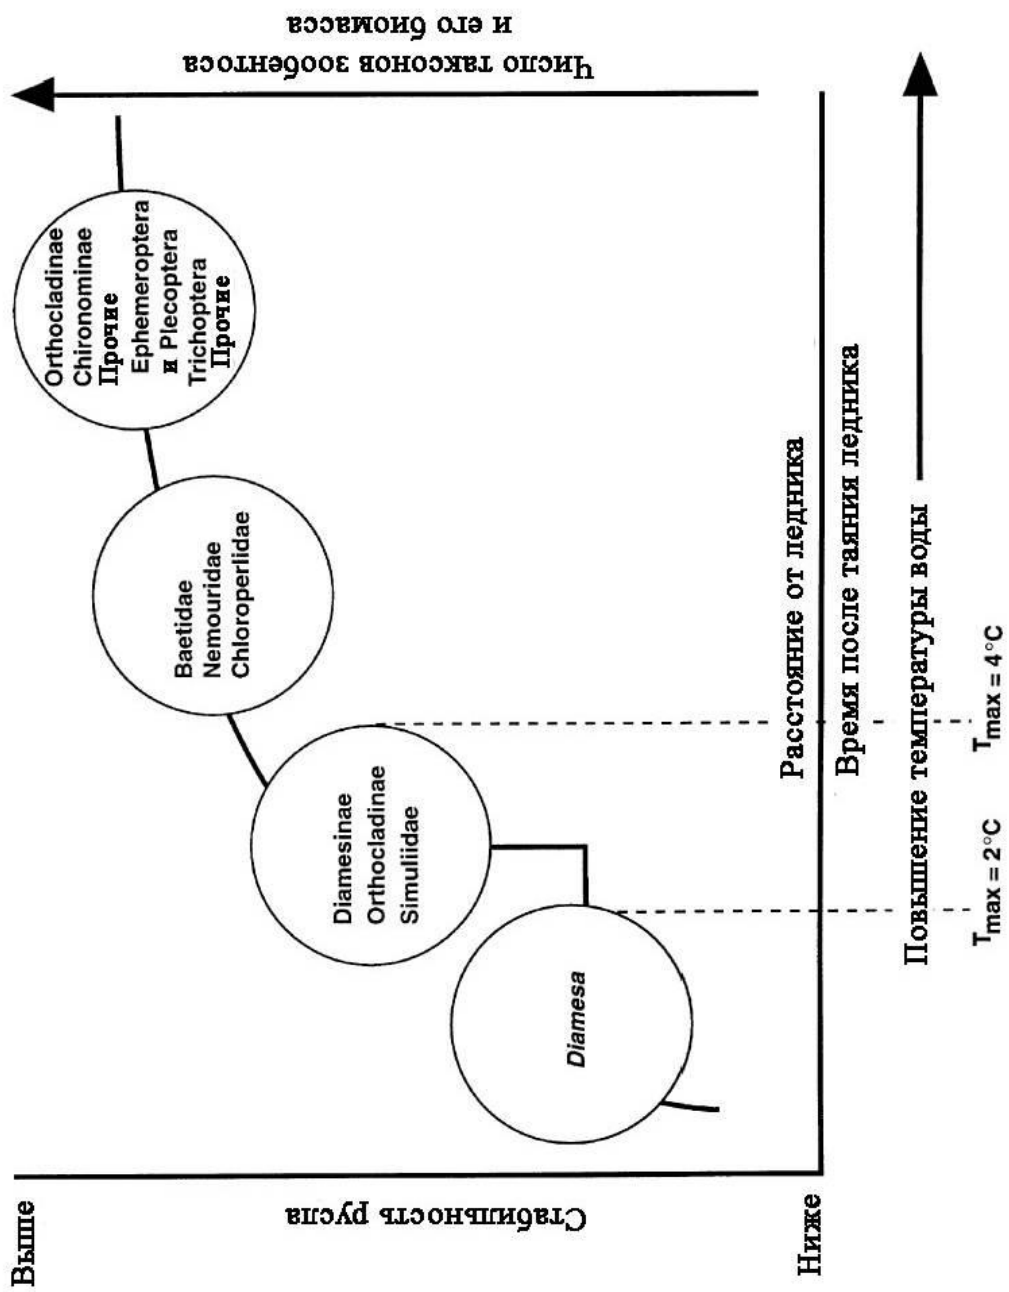 Выше
Стабильность русла
Ниже
Diamesa
Diamesinae
Orthocladinae
Simuliidae
Baetidae
Nemouridae
Chloroperlidae
Orthocladinae
Chironominae
Прочие
Ephemeroptera
и Plecoptera
Trichoptera
Прочие
Число таксонов зообентоса
и его биомасса
Расстояние от ледника
Время после таяния ледника
Повышение температуры воды
Tmax = 2°C
Tmax = 4°C